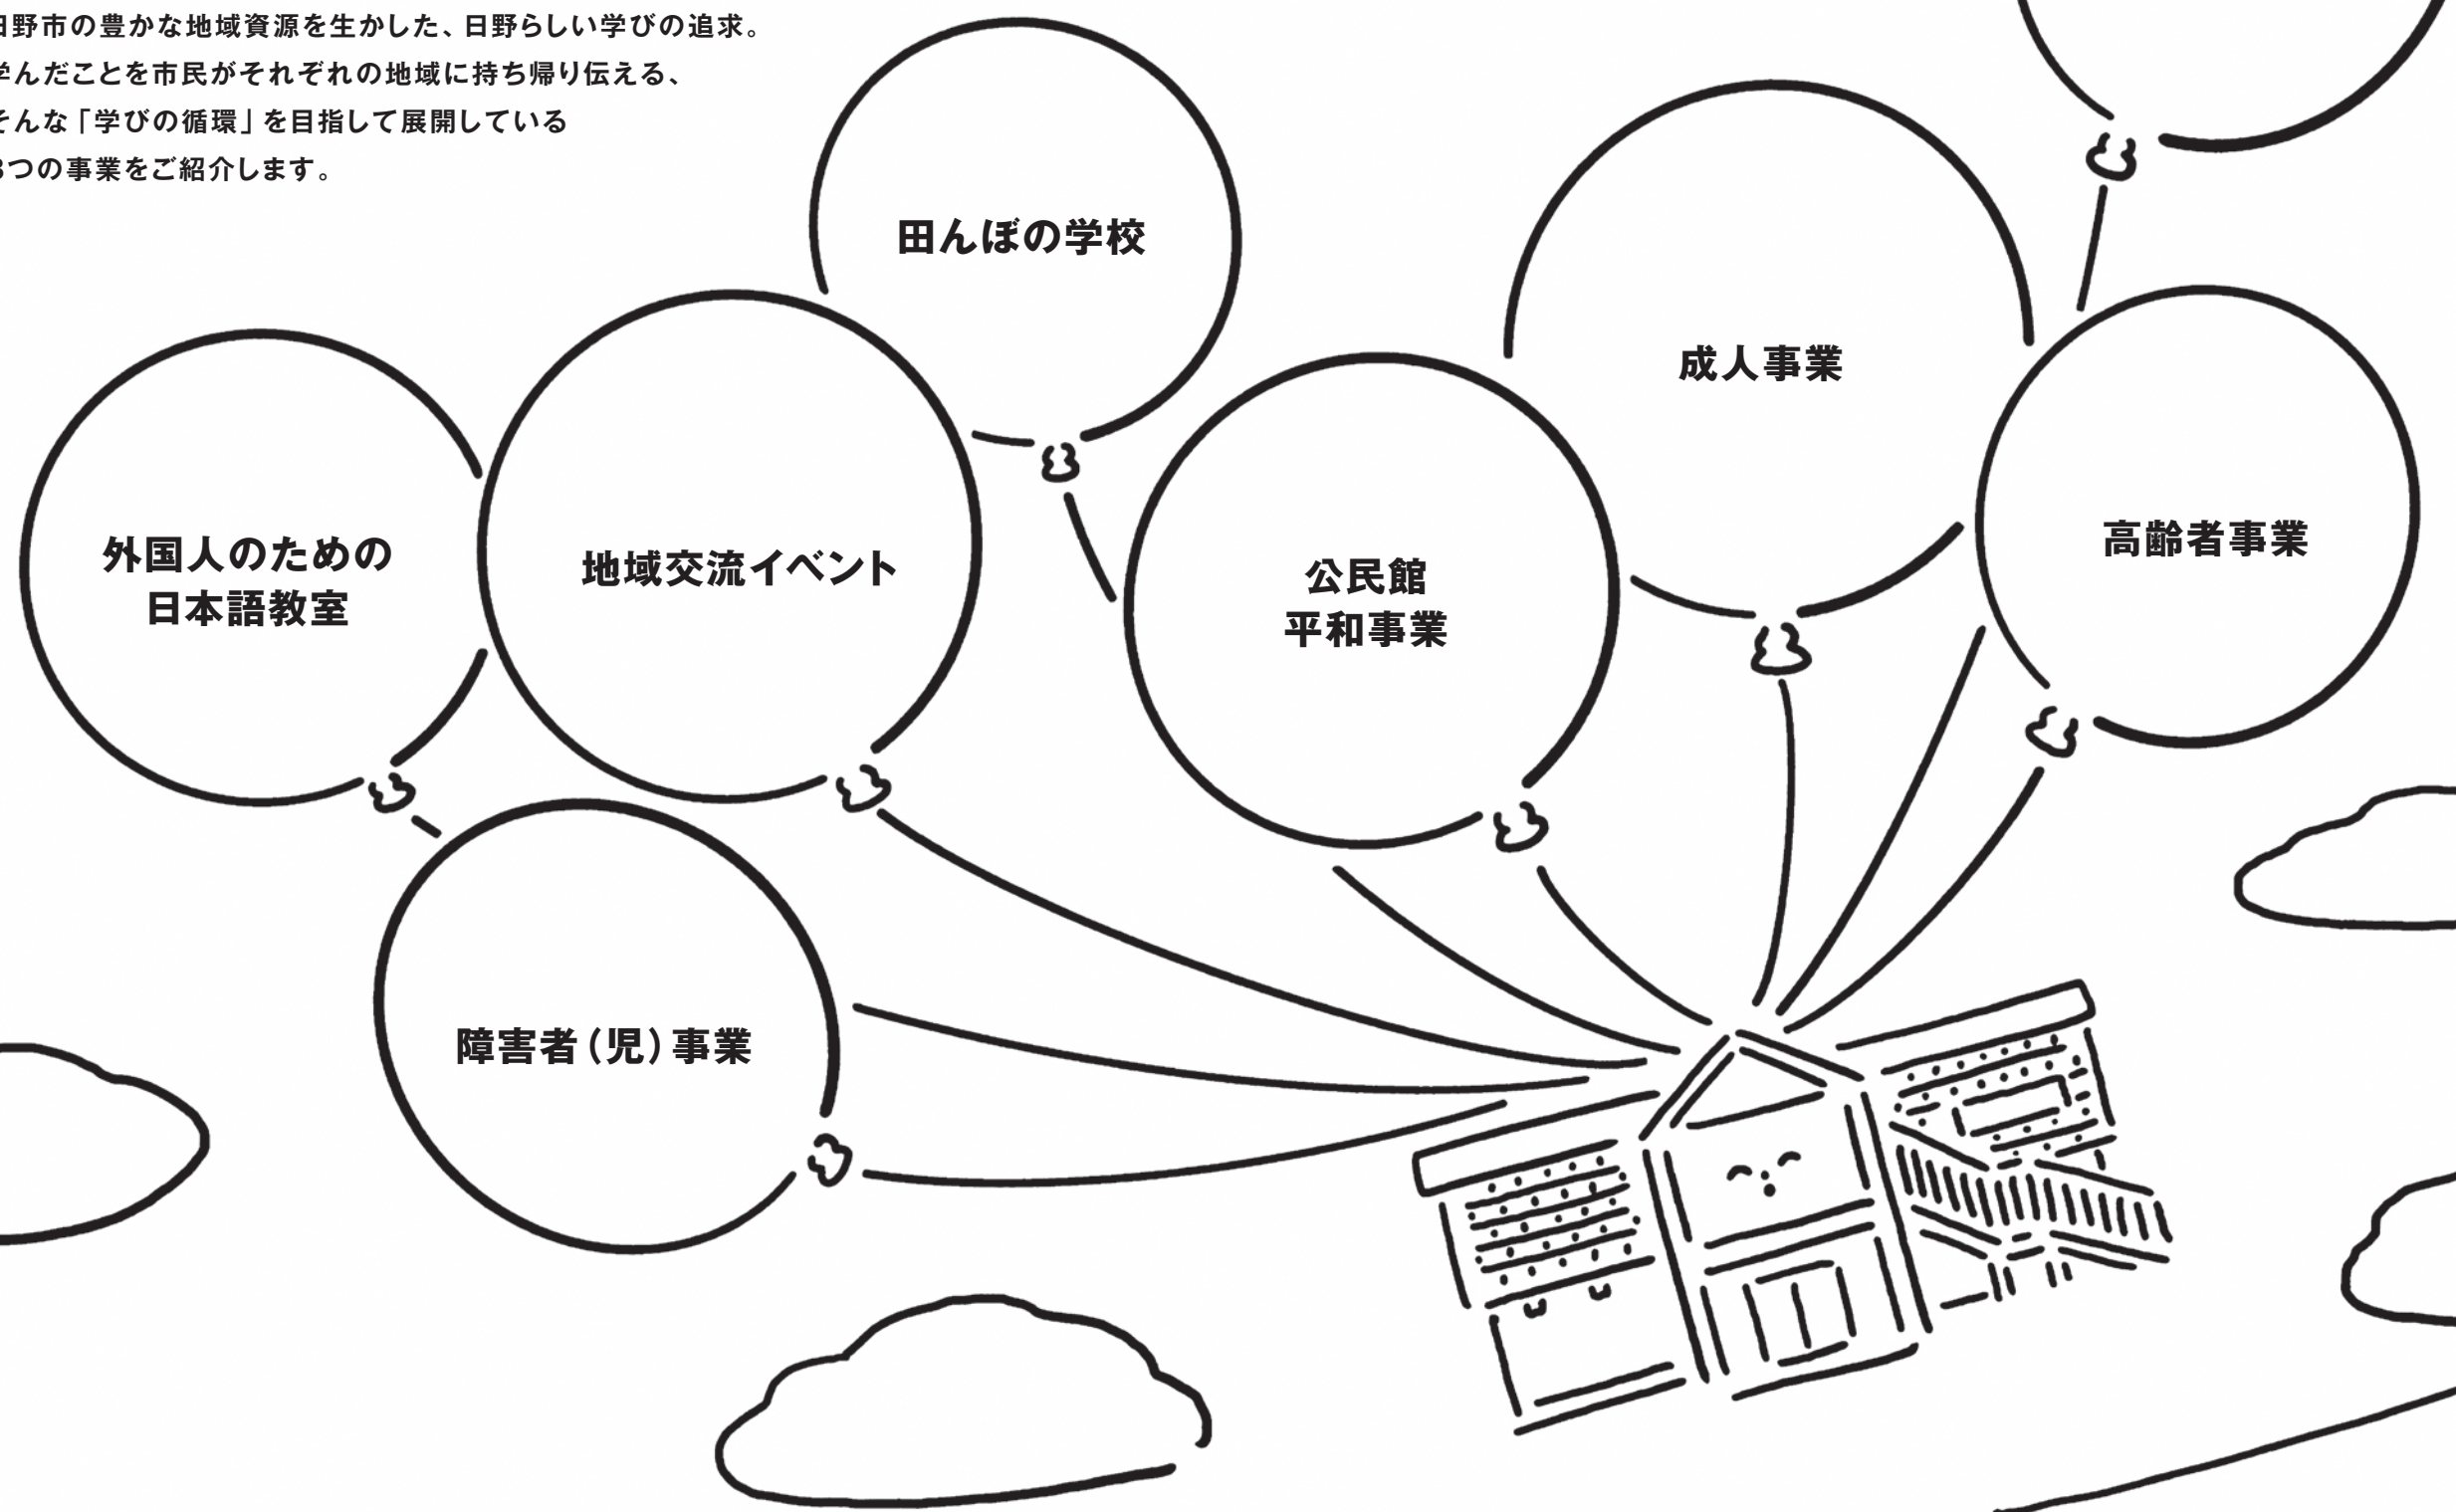 日野市の豊かな地域資源を生かした、日野らしい学びの追求。
学んだことを市民がそれぞれの地域に持ち帰り伝える、
そんな「学びの循環」を目指して展開している
8つの事業をご紹介します。
田んぼの学校
成人事業
高齢者事業
外国人のための
日本語教室
地域交流イベント
公民館
平和事業
障害者（児）事業